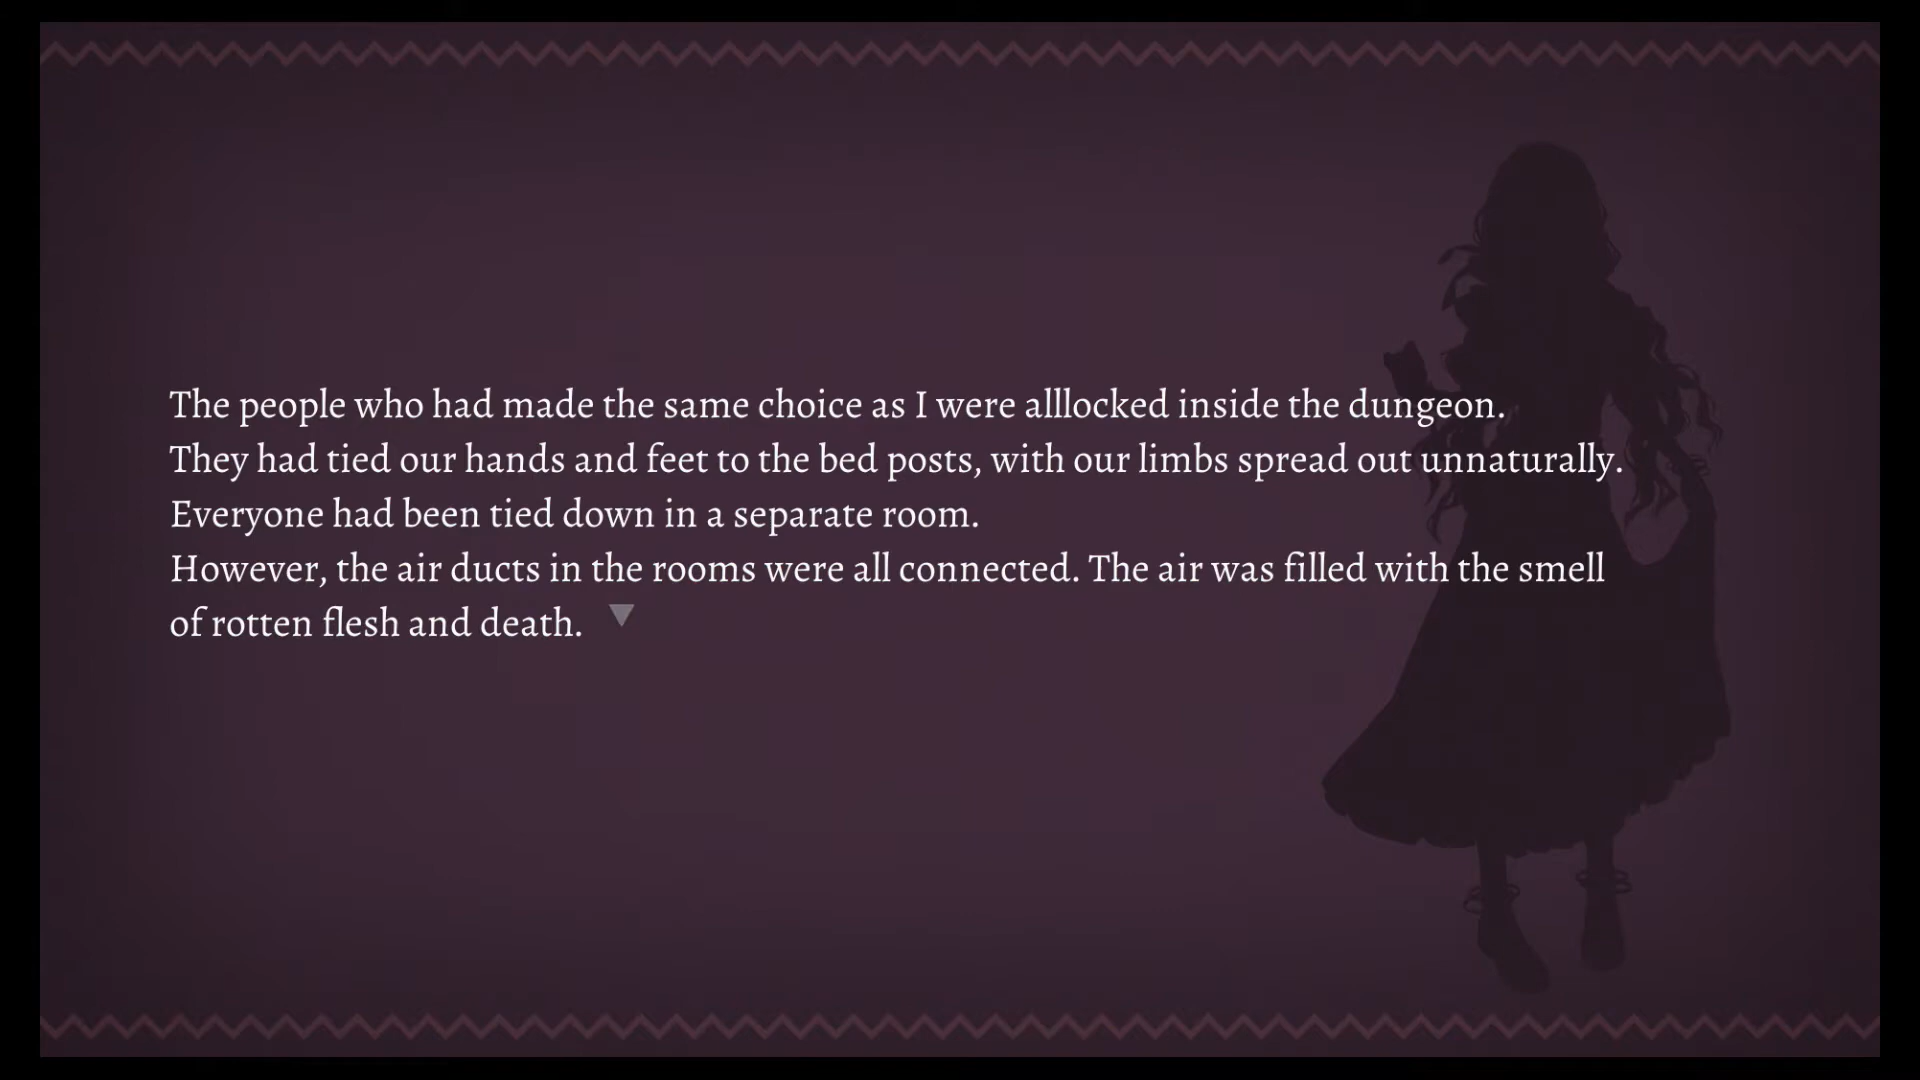 The people who had made the same choice as I were alllocked inside the dungeon.
They had tied our hands and feet to the bed posts, with our limbs spread out unnaturally.
Everyone had been tied down in a separate room.
However, the air ducts in the rooms were all connected. The air was filled with the smell
of rotten flesh and death.